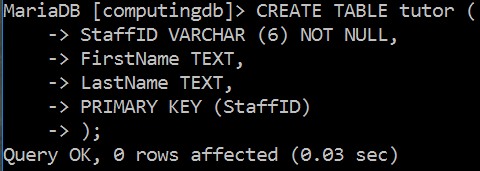 MariaDB [computingdb]> CREATE TABLE tutor (
    -> StaffID VARCHAR (6) NOT NULL,
    -> FirstName TEXT,
    -> LastName TEXT,
    -> PRIMARY KEY (StaffID)
    -> );
Query OK, 0 rows affected (0.03 sec)